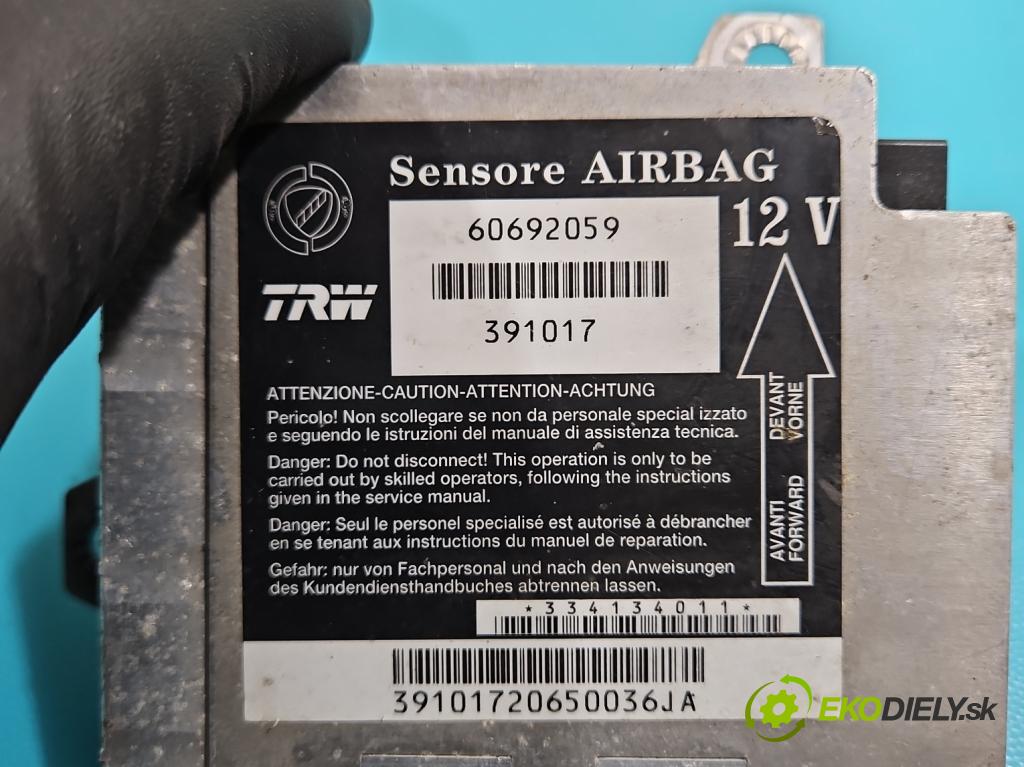 Sensore AIRBAG
12 V
60692059
391017
TRW
ATTENZIONE-CAUTION-ATTENTION-ACHTUNG
Pericolo! Non scollegare se non da personale special izzato
e seguendo le istruzioni del manuale di assistenza tecnica.
Danger: Do not disconnect! This operation is only to be
carried out by skilled operators, following the instructions
given in the service manual.
Danger: Seul le personel specialisé est autorisé à débrancher
en se tenant aux instructions du manuel de reparation.
Gefahr: nur von Fachpersonal und nach den Anweisungen
des Kundendiensthandbuches abtrennen lassen.
AVANTI DEVANT
FORWARD VORNE
*334134011*
39101720650036JA
EKODIELY.sk